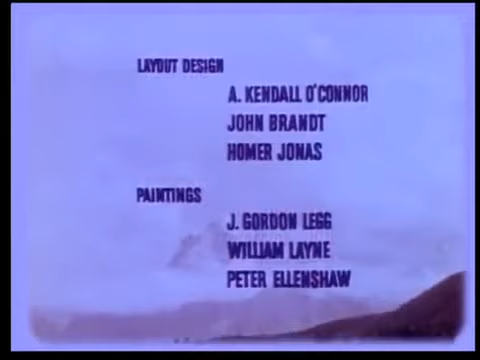 LAYOUT DESIGN
A. KENDALL O'CONNOR
JOHN BRANDT
HOMER JONAS
PAINTINGS
J. GORDON LEGG
WILLIAM LAYNE
PETER ELLENSHAW